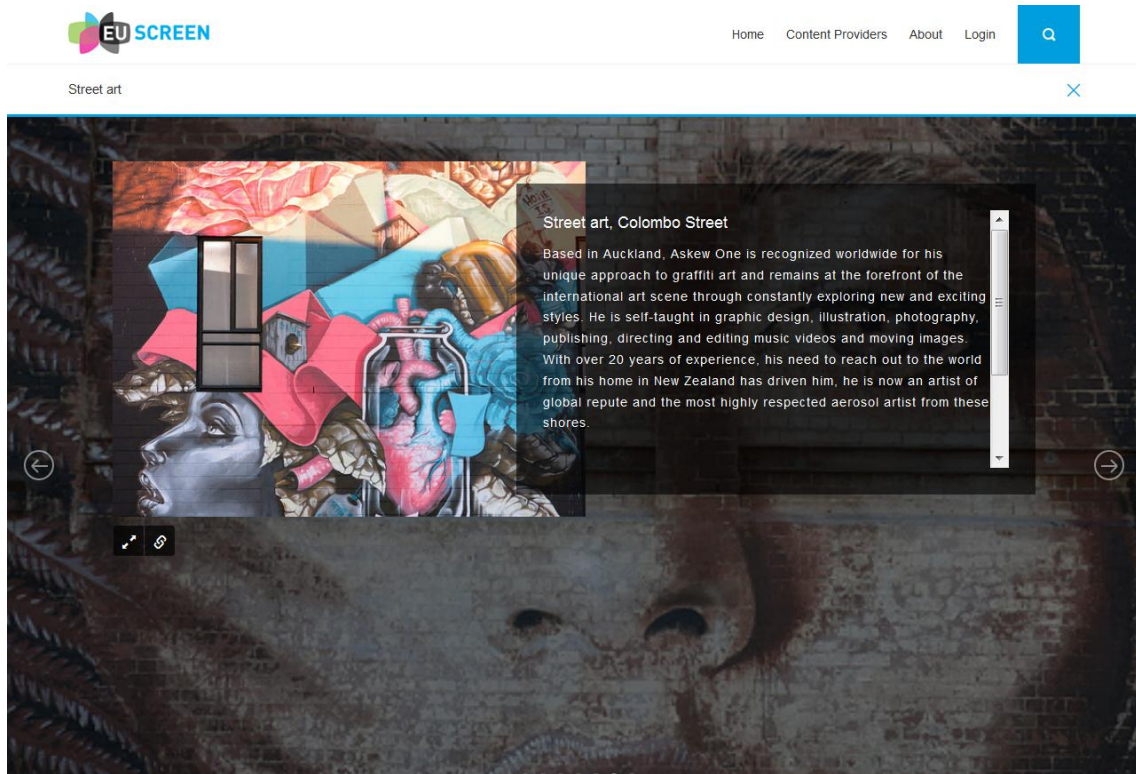 EU SCREEN
Home Content Providers About Login
Street art
HOME
IS
Street art, Colombo Street
Based in Auckland, Askew One is recognized worldwide for his
unique approach to graffiti art and remains at the forefront of the
international art scene through constantly exploring new and exciting
styles. He is self-taught in graphic design, illustration, photography,
publishing, directing and editing music videos and moving images.
With over 20 years of experience, his need to reach out to the world
from his home in New Zealand has driven him, he is now an artist of
global repute and the most highly respected aerosol artist from these
shores.